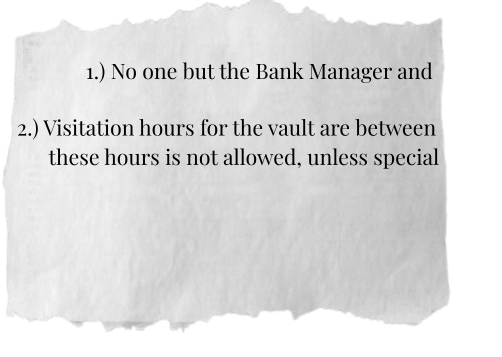 1.) No one but the Bank Manager and
2.) Visitation hours for the vault are between
these hours is not allowed, unless special